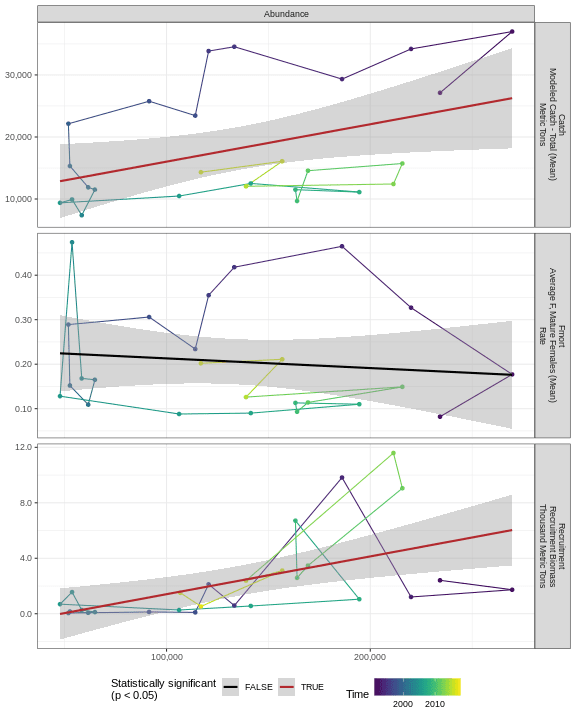 Abundance
30,000
20,000
10,000
Catch
Modelled Catch - Total (Mean)
Metric Tons
0.40
0.30
0.20
0.10
Fmort
Average F, Mature Females (Mean)
Rate
12.0
8.0
4.0
0.0
Recruitment
Recruitment Biomass
Thousand Metric Tons
100,000
200,000
Statistically significant
(p < 0.05)
FALSE
TRUE
Time
2000
2010